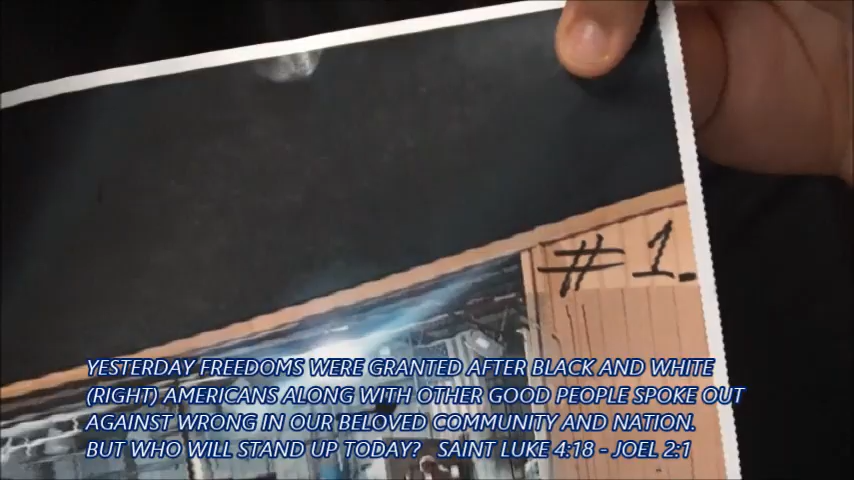 #1.
YESTERDAY FREEDOMS WERE GRANTED AFTER BLACK AND WHITE
(RIGHT) AMERICANS ALONG WITH OTHER GOOD PEOPLE SPOKE OUT
AGAINST WRONG IN OUR BELOVED COMMUNITY AND NATION.
BUT WHO WILL STAND UP TODAY? SAINT LUKE 4:18 - JOEL 2:1